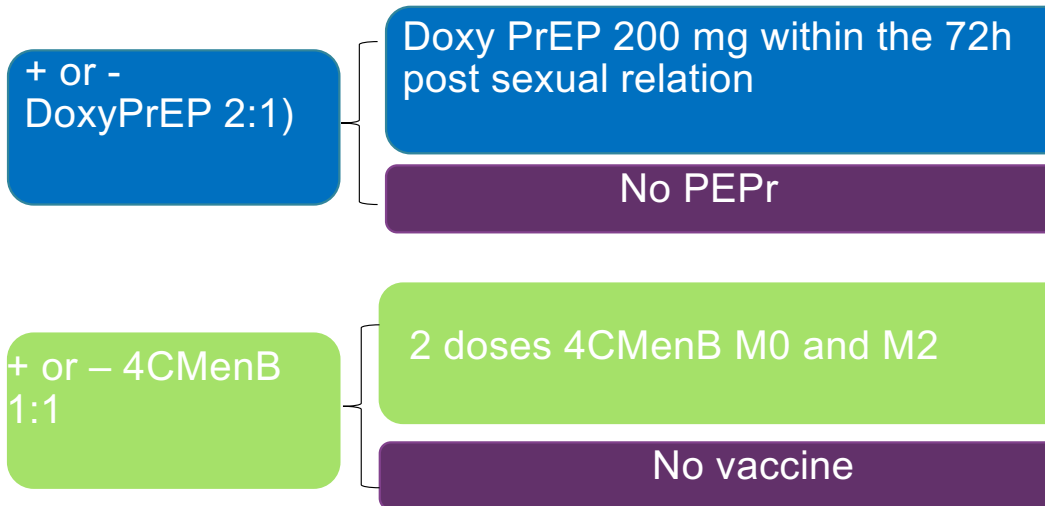 + or -
DoxyPrEP 2:1)
Doxy PrEP 200 mg within the 72h
post sexual relation
No PEPr
+ or – 4CMenB
1:1
2 doses 4CMenB M0 and M2
No vaccine